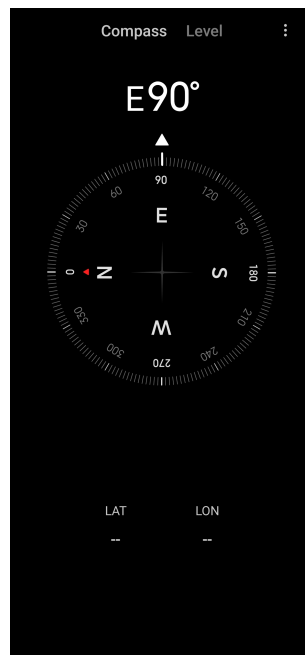 Compass Level
E90°
90
60 120
E
30 150
0 N S 180
330 210
W
300 240
270
LAT LON
-- --